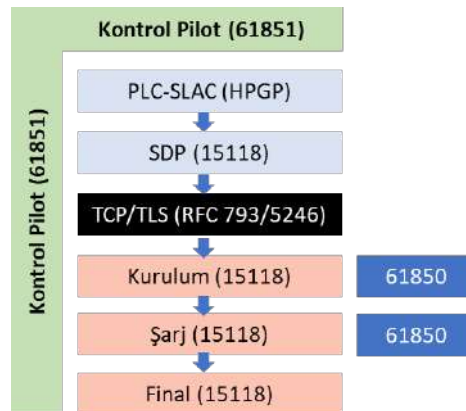 Kontrol Pilot (61851)
Kontrol Pilot (61851)
PLC-SLAC (HPGP)
SDP (15118)
TCP/TLS (RFC 793/5246)
Kurulum (15118)
61850
Şarj (15118)
61850
Final (15118)